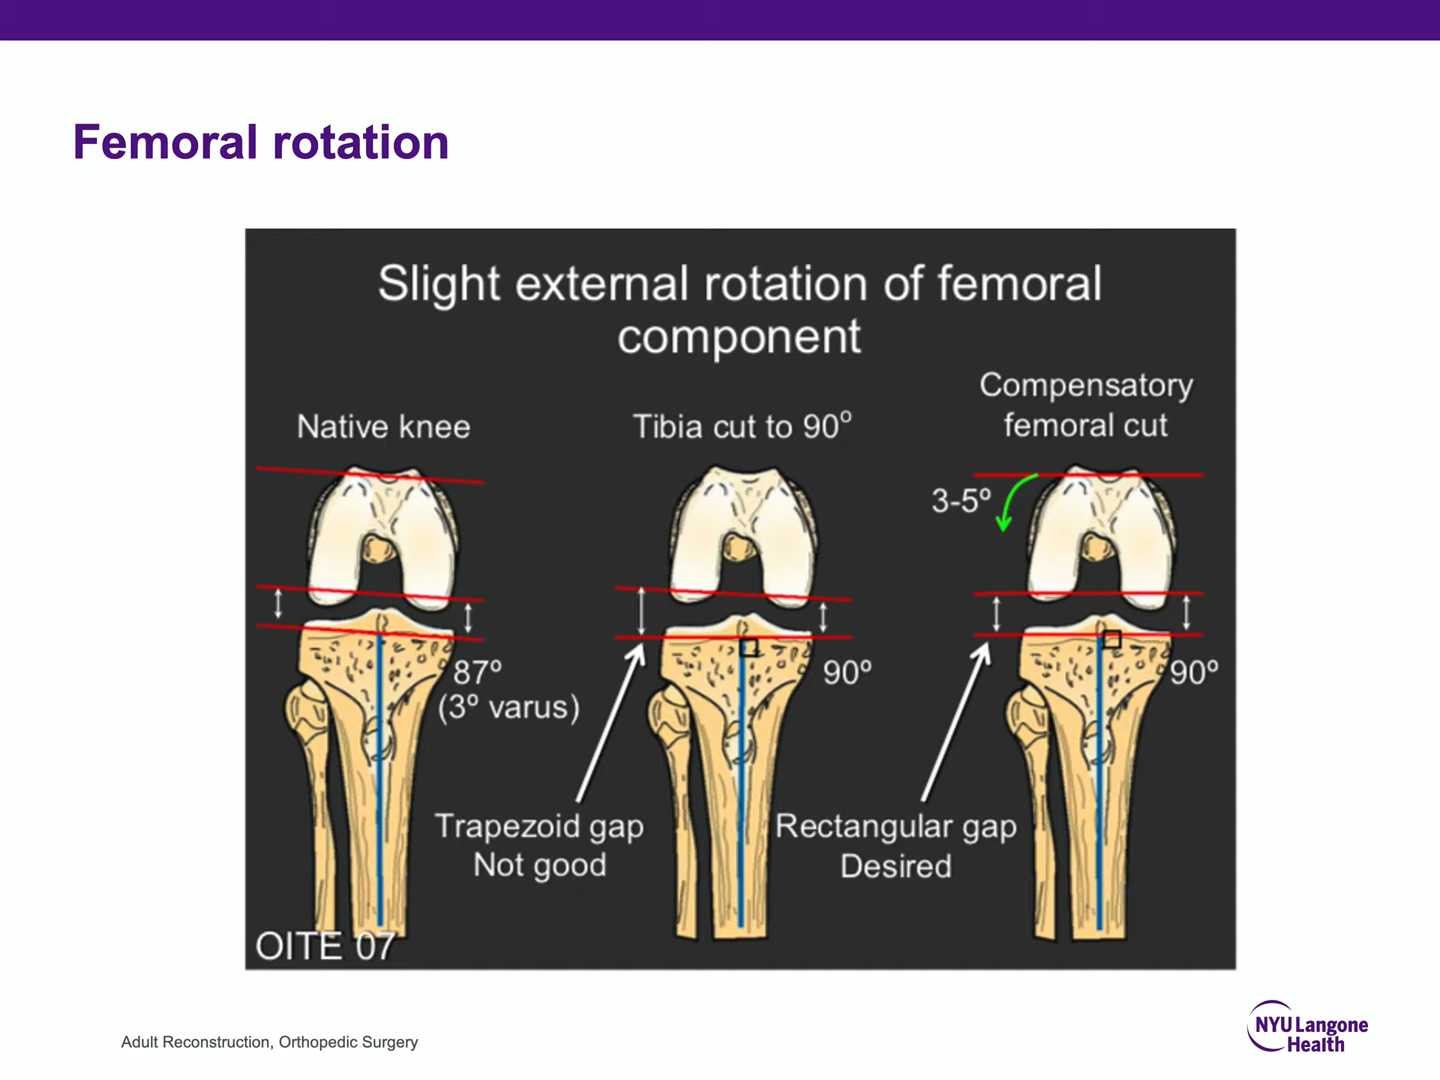 Femoral rotation
Slight external rotation of femoral
component
Native knee
Tibia cut to 90º
Compensatory
femoral cut
3-5º
87º
(3º varus)
90º
90º
Trapezoid gap
Not good
Rectangular gap
Desired
OITE 07
Adult Reconstruction, Orthopedic Surgery
NYU Langone
Health